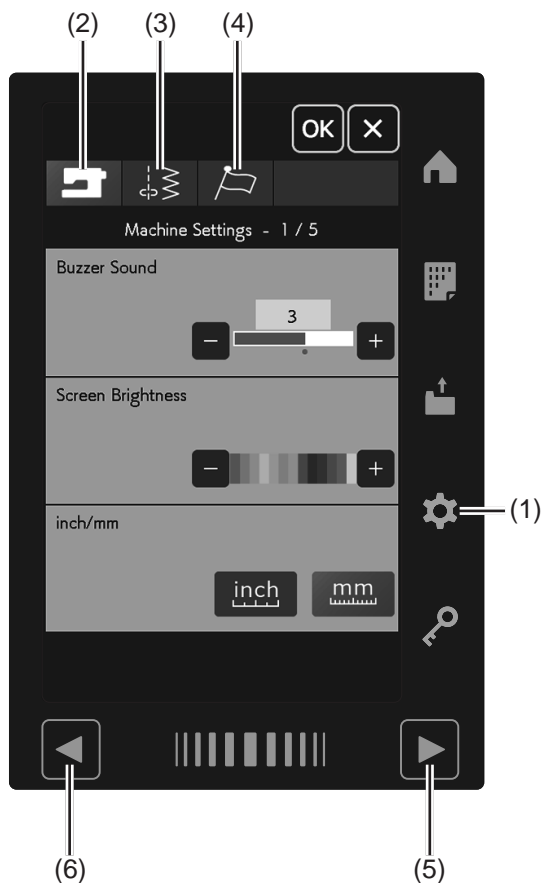 (2) (3) (4)
OK
Machine Settings - 1 / 5
Buzzer Sound
3
Screen Brightness
(1)
inch/mm
inch mm
(6) (5)